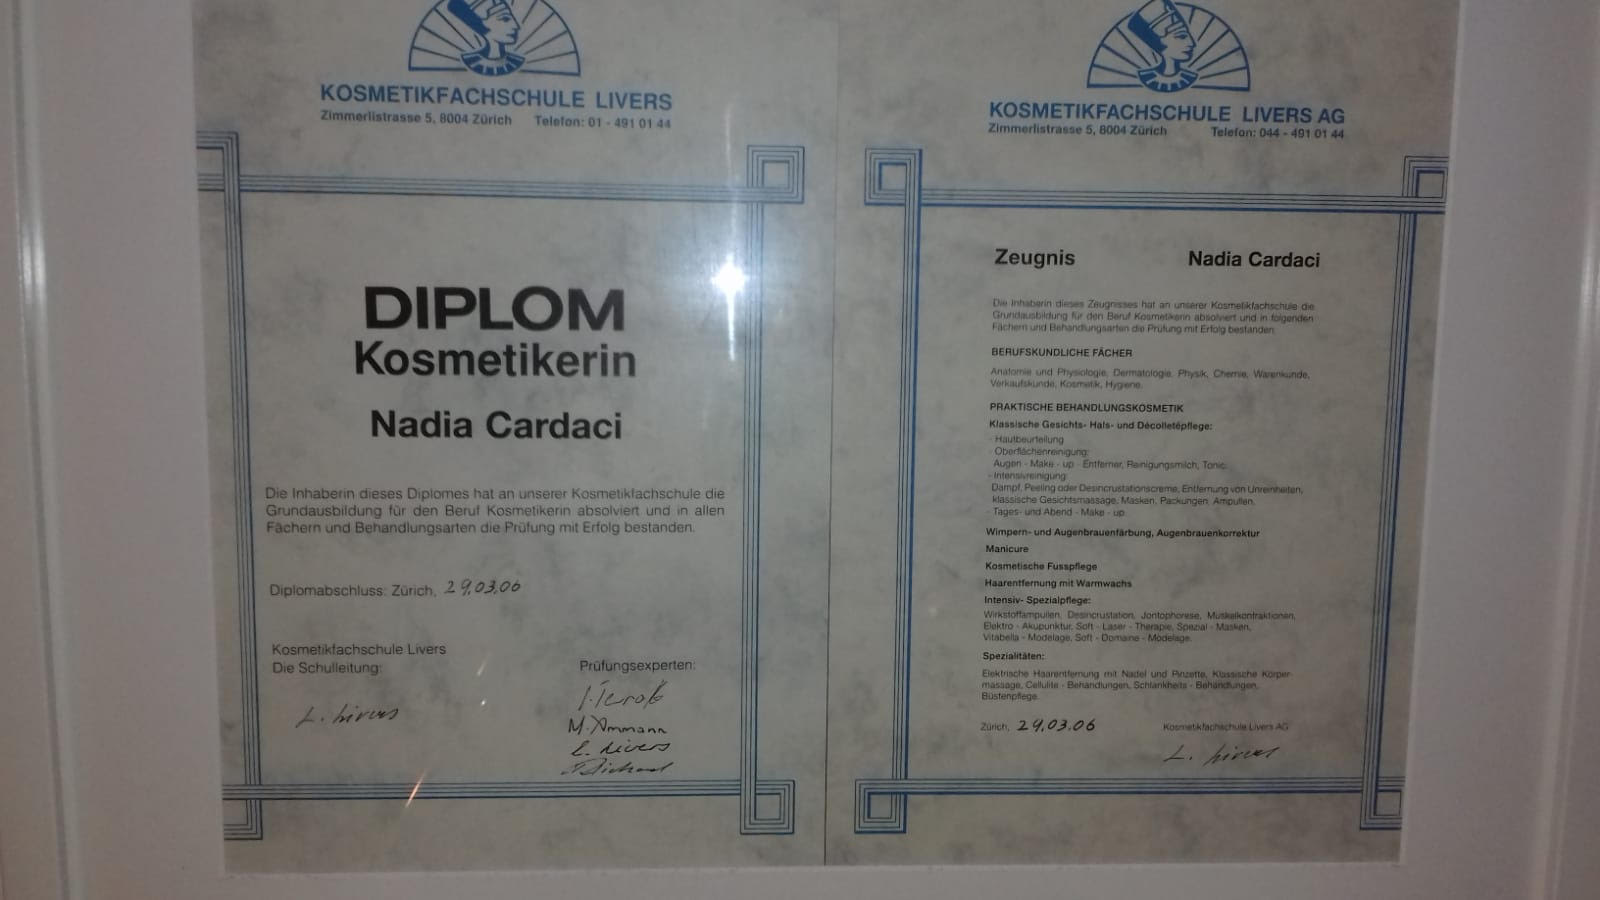 KOSMETIKFACHSCHULE LIVERS
Zimmerlistrasse 5, 8004 Zürich Telefon: 01 - 491 01 44
DIPLOM
Kosmetikerin
Nadia Cardaci
Die Inhaberin dieses Diplomes hat an unserer Kosmetikfachschule die
Grundausbildung für den Beruf Kosmetikerin absolviert und in allen
Fächern und Behandlungsarten die Prüfung mit Erfolg bestanden.
Diplomabschluss: Zürich, 29.03.06
Kosmetikfachschule Livers
Die Schulleitung:
L. Livers
Prüfungsexperten:
M. Ammann
E. Livers
KOSMETIKFACHSCHULE LIVERS AG
Zimmerlistrasse 5, 8004 Zürich Telefon: 044 - 491 01 44
Zeugnis Nadia Cardaci
Die Inhaberin dieses Zeugnisses hat an unserer Kosmetikfachschule die
Grundausbildung für den Beruf Kosmetikerin absolviert und in folgenden
Fächern und Behandlungsarten die Prüfung mit Erfolg bestanden.
BERUFSKUNDLICHE FÄCHER
Anatomie und Physiologie, Dermatologie, Physik, Chemie, Warenkunde,
Verkaufskunde, Kosmetik, Hygiene.
PRAKTISCHE BEHANDLUNGSKOSMETIK
Klassische Gesichts- Hals- und Décolletépflege:
- Hautbeurteilung
- Oberflächenreinigung:
Augen - Make - up - Entferner, Reinigungsmilch, Tonic.
- Intensivreinigung:
Dampf, Peeling oder Desincrustationscreme, Entfernung von Unreinheiten,
klassische Gesichtsmassage, Masken, Packungen, Ampullen.
- Tages- und Abend - Make - up.
Wimpern- und Augenbrauenfärbung, Augenbrauenkorrektur
Manicure
Kosmetische Fusspflege
Haarentfernung mit Warmwachs
Intensiv- Spezialpflege:
Wirkstoffampullen, Desincrustation, Jontophorese, Muskelkontraktionen,
Elektro - Akupunktur, Soft - Laser - Therapie, Spezial - Masken,
Vitabella - Modelage, Soft - Domaine - Modelage.
Spezialitäten:
Elektrische Haarentfernung mit Nadel und Pinzette, Klassische Körper-
massage, Cellulite - Behandlungen, Schlankheits - Behandlungen,
Büstenpflege.
Zürich, 29.03.06 Kosmetikfachschule Livers AG
L. Livers